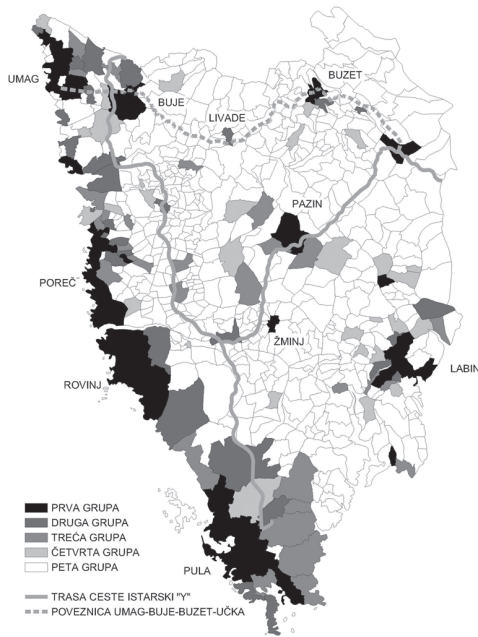 UMAG
BUZET
BUJE
LIVADE
PAZIN
POREČ
ŽMINJ
LABIN
ROVINJ
PULA
PRVA GRUPA
DRUGA GRUPA
TREĆA GRUPA
ČETVRTA GRUPA
PETA GRUPA
TRASA CESTE ISTARSKI "Y"
POVEZNICA UMAG-BUJE-BUZET-UČKA